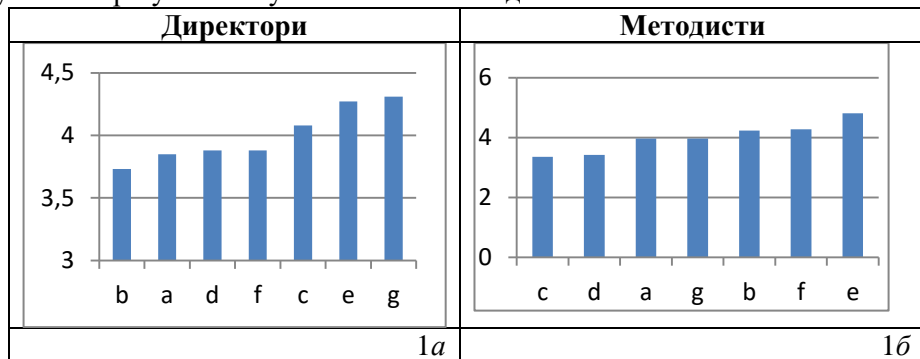 Директори
Методисти
4,5
4
3,5
3
b a d f c e g
6
4
2
0
c d a g b f e
1а
1б